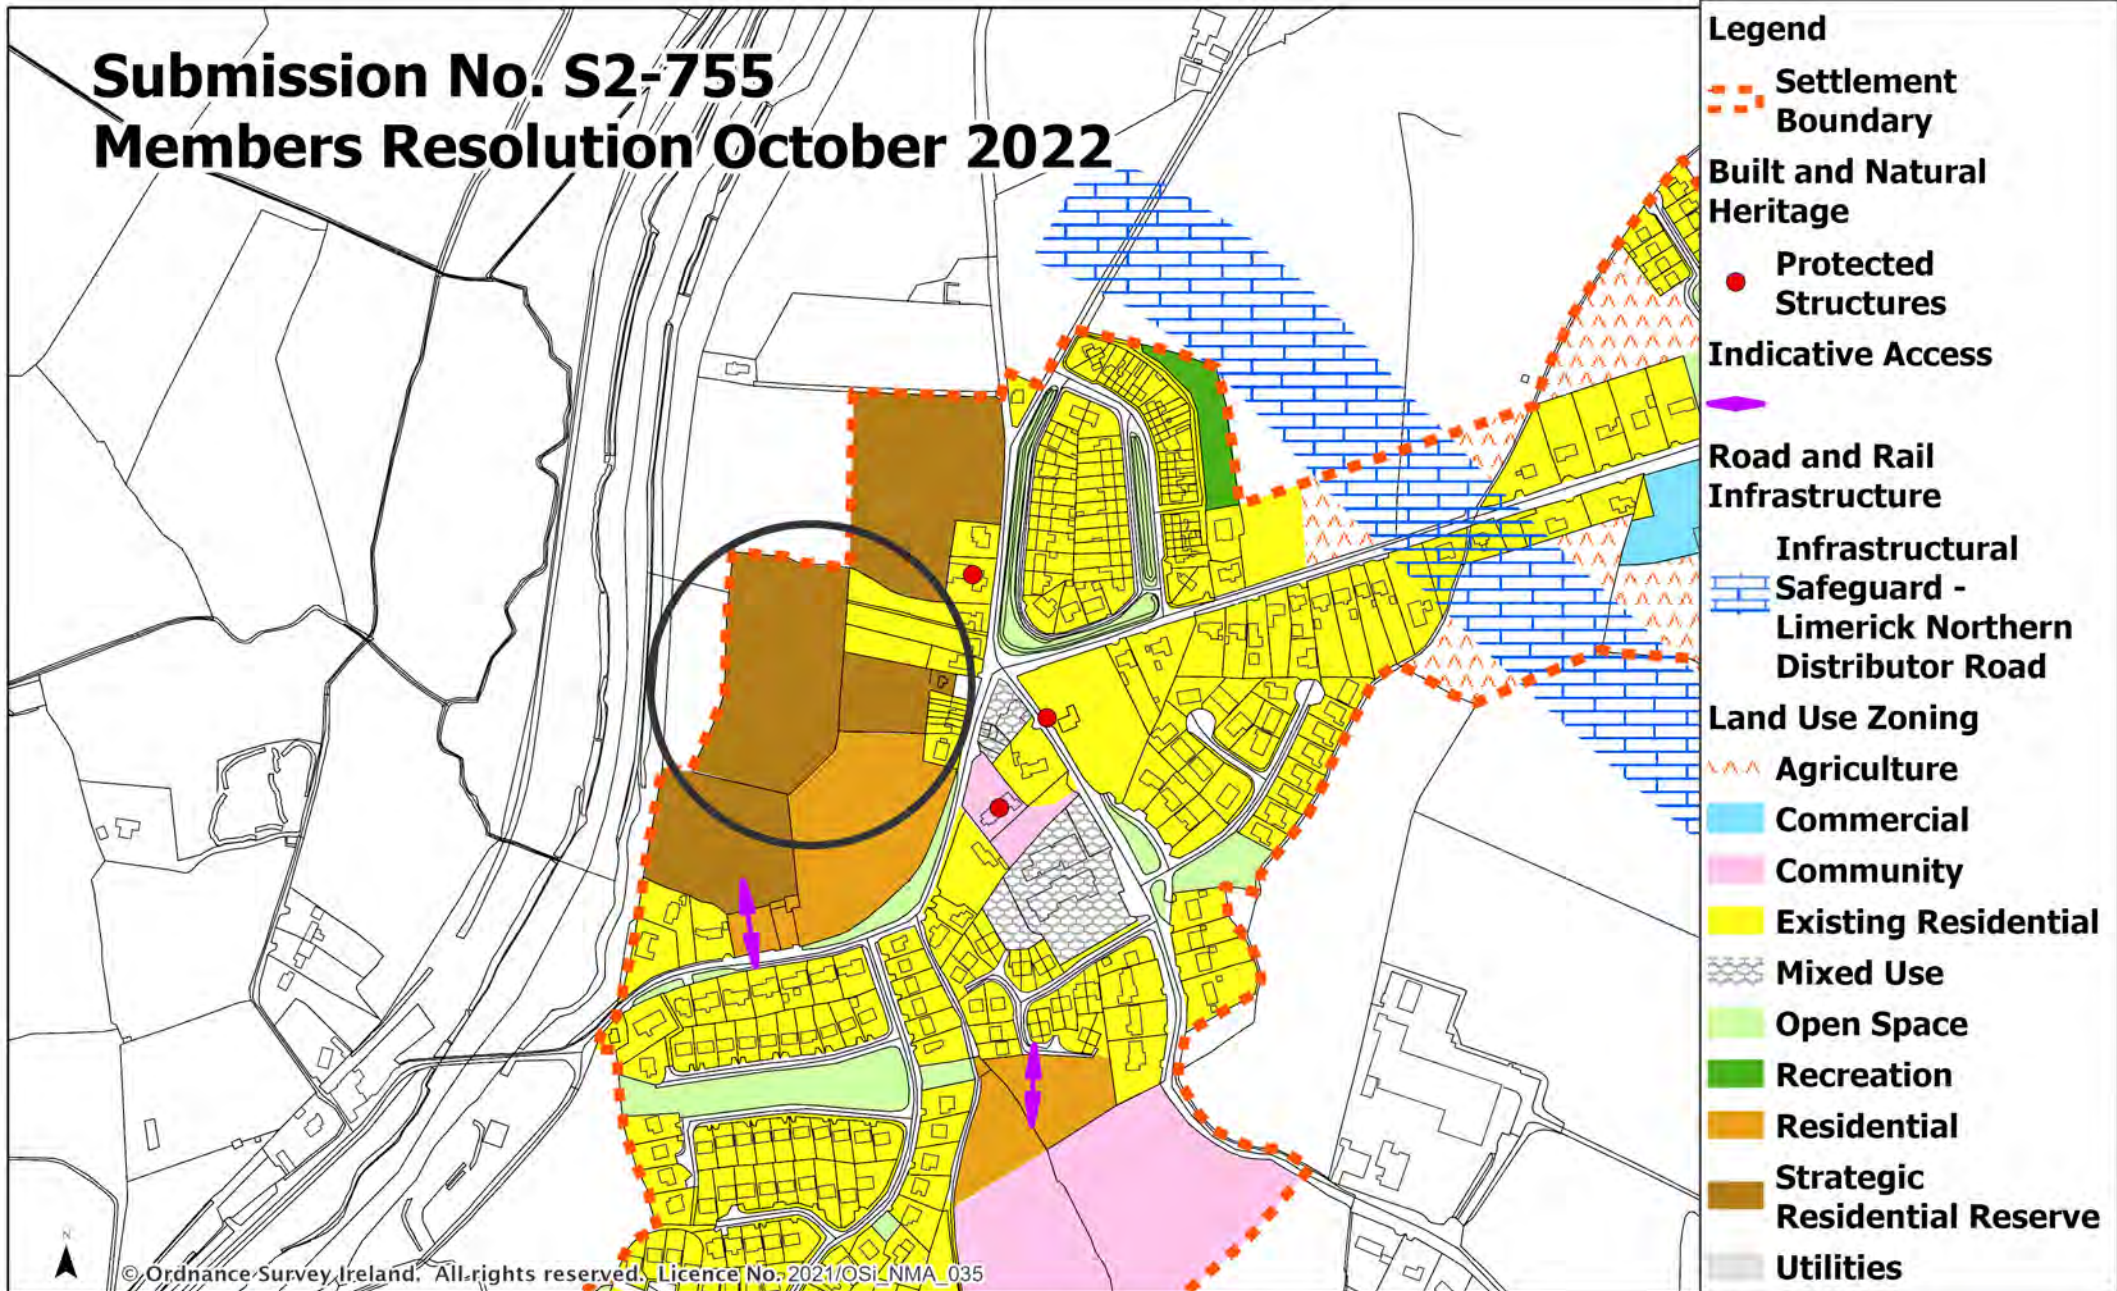 Submission No. S2-755
Members Resolution October 2022
Legend
Settlement
Boundary
Built and Natural
Heritage
Protected
Structures
Indicative Access
Road and Rail
Infrastructure
Infrastructural
Safeguard -
Limerick Northern
Distributor Road
Land Use Zoning
Agriculture
Commercial
Community
Existing Residential
Mixed Use
Open Space
Recreation
Residential
Strategic
Residential Reserve
Utilities
N
© Ordnance Survey Ireland. All rights reserved. Licence No. 2021/OSi_NMA_035